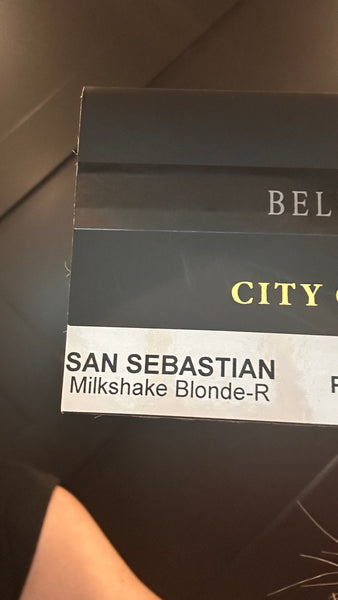 BEL
CITY
SAN SEBASTIAN
Milkshake Blonde-R